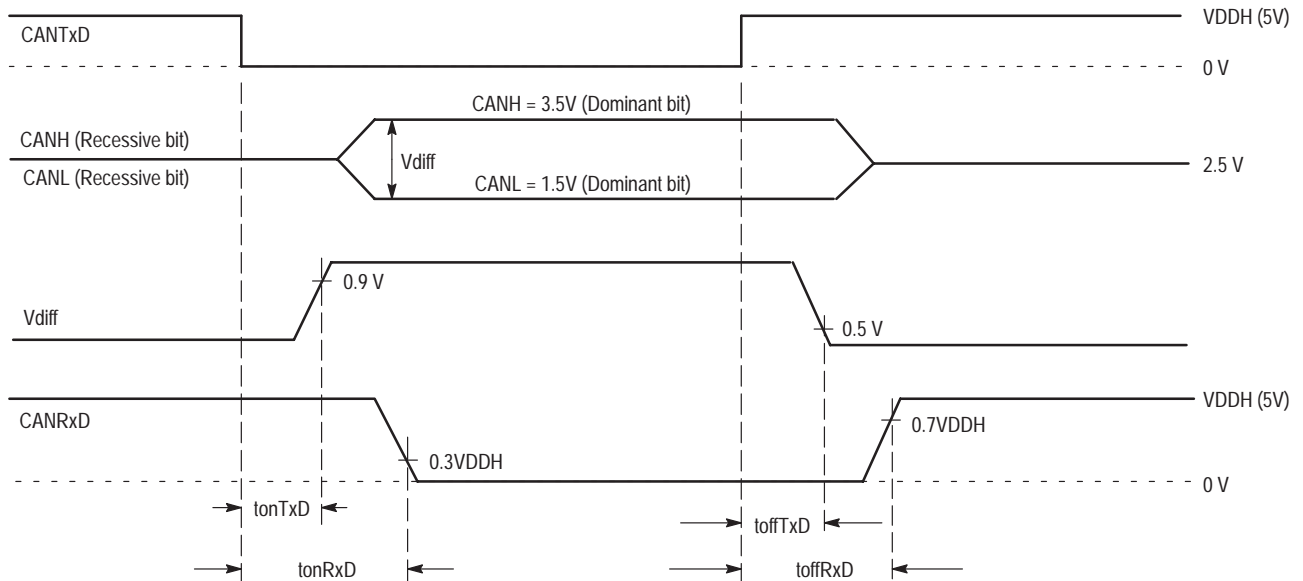 VDDH (5V)
CANTxD
0 V
CANH = 3.5V (Dominant bit)
CANH (Recessive bit)
Vdiff
2.5 V
CANL (Recessive bit)
CANL = 1.5V (Dominant bit)
0.9 V
Vdiff
0.5 V
VDDH (5V)
CANRxD
0.7VDDH
0.3VDDH
0 V
tonTxD
toffTxD
tonRxD
toffRxD